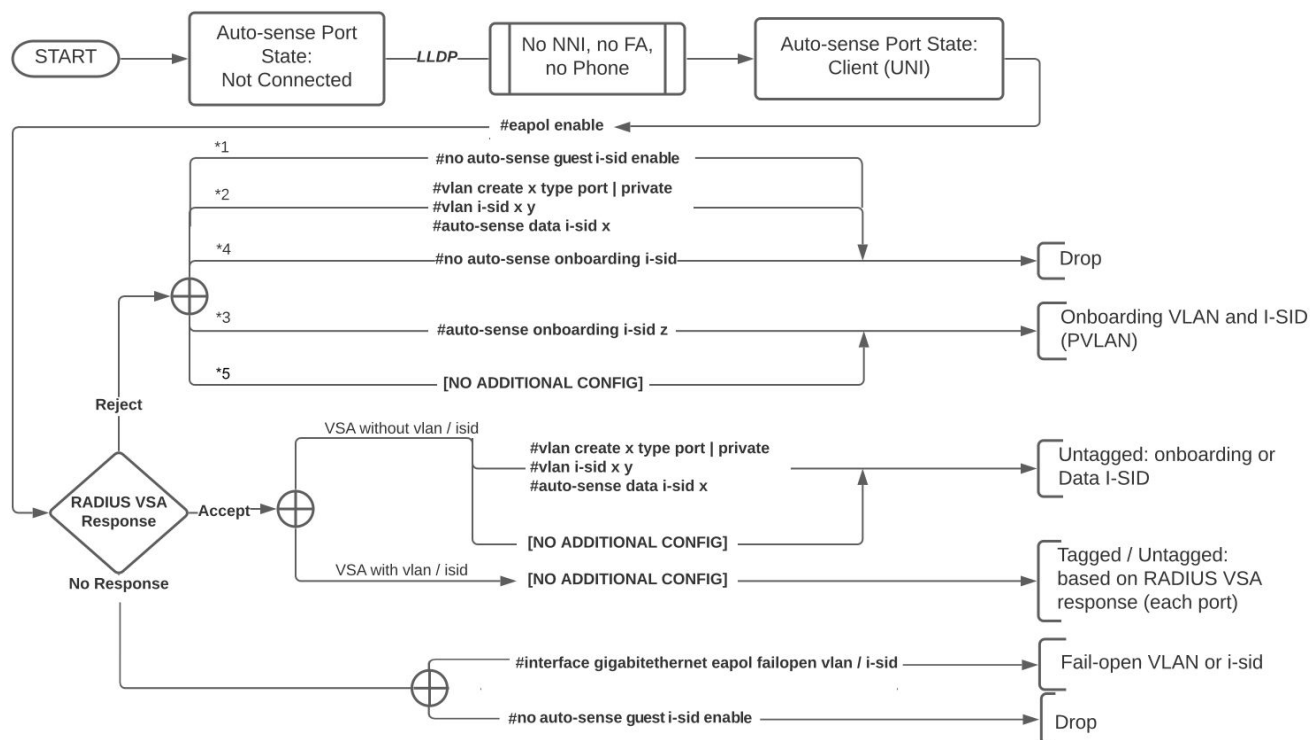 START
Auto-sense Port
State:
Not Connected
LLDP
No NNI, no FA,
no Phone
Auto-sense Port State:
Client (UNI)
#eapol enable
*1
#no auto-sense guest i-sid enable
*2
#vlan create x type port | private
#vlan i-sid x y
#auto-sense data i-sid x
*4
#no auto-sense onboarding i-sid
Drop
*3
#auto-sense onboarding i-sid z
Onboarding VLAN and I-SID
(PVLAN)
*5
[NO ADDITIONAL CONFIG]
Reject
VSA without vlan / isid
#vlan create x type port | private
#vlan i-sid x y
#auto-sense data i-sid x
Untagged: onboarding or
Data I-SID
RADIUS VSA
Response
Accept
[NO ADDITIONAL CONFIG]
No Response
VSA with vlan / isid
[NO ADDITIONAL CONFIG]
Tagged / Untagged:
based on RADIUS VSA
response (each port)
#interface gigabitethernet eapol failopen vlan / i-sid
Fail-open VLAN or i-sid
#no auto-sense guest i-sid enable
Drop